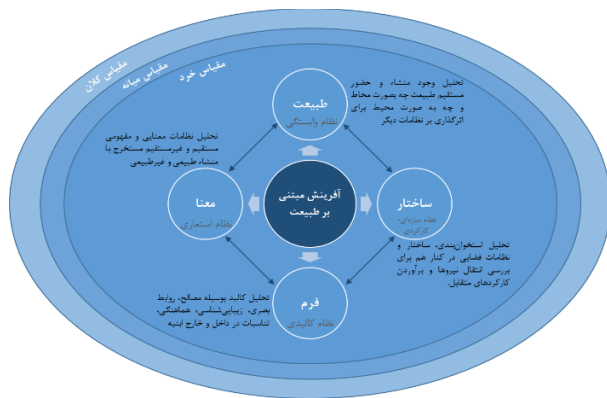 مقیاس کلان
مقیاس میانه
مقیاس خرد
طبیعت
نظام وابستگی
تحلیل وجود منشاء و حضور
مستقیم طبیعت چه بصورت محاط
و چه به صورت محیط برای
اثرگذاری بر نظامات دیگر
تحلیل نظامات معنایی و مفهومی
مستقیم و غیرمستقیم مستخرج با
منشاء طبیعی و غیرطبیعی
آفرینش مبتنی
بر طبیعت
ساختار
نظام سازه‌ای-
کارکردی
معنا
نظام استعاری
تحلیل استخوان‌بندی، ساختار و
نظامات فضایی در کنار هم برای
بررسی انتقال نیروها و برآوردن
کارکردهای متقابل.
فرم
نظام کالبدی
تحلیل کالبد بوسیله مصالح، روابط
بصری، زیبایی‌شناسی، هماهنگی،
تناسبات در داخل و خارج ابنیه